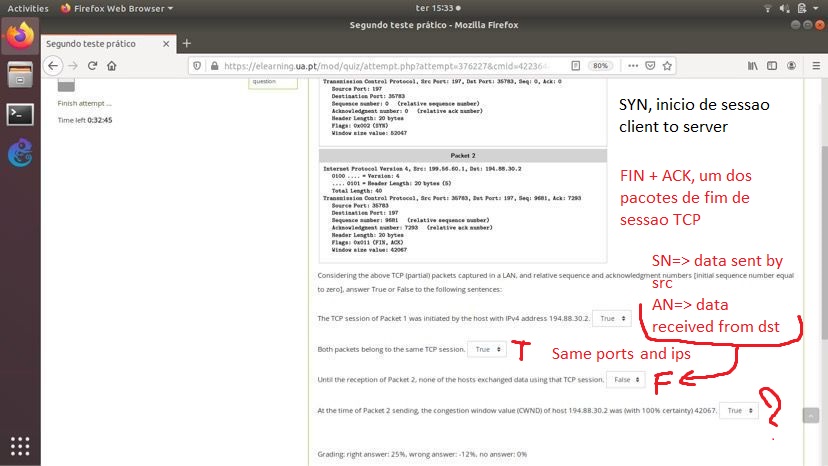 Activities Firefox Web Browser ter 15:33
Segundo teste prático - Mozilla Firefox
Segundo teste prático
https://elearning.ua.pt/mod/quiz/attempt.php?attempt=376227&cmid=42236 80%
question
Finish attempt ...
Time left 0:32:45
Transmission Control Protocol, Src Port: 197, Dst Port: 35783, Seq: 0, Ack: 0
Source Port: 197
Destination Port: 35783
Sequence number: 0 (relative sequence number)
Acknowledgment number: 0 (relative ack number)
Header Length: 20 bytes
Flags: 0x002 (SYN)
Window size value: 52047
SYN, inicio de sessao
client to server
Packet 2
Internet Protocol Version 4, Src: 199.56.60.1, Dst: 194.88.30.2
0100 .... = Version: 4
.... 0101 = Header Length: 20 bytes (5)
Total Length: 40
Transmission Control Protocol, Src Port: 35783, Dst Port: 197, Seq: 9681, Ack: 7293
Source Port: 35783
Destination Port: 197
Sequence number: 9681 (relative sequence number)
Acknowledgment number: 7293 (relative ack number)
Header Length: 20 bytes
Flags: 0x011 (FIN, ACK)
Window size value: 42067
FIN + ACK, um dos
pacotes de fim de
sessao TCP
SN=> data sent by
src
AN=> data
received from dst
Considering the above TCP (partial) packets captured in a LAN, and relative sequence and acknowledgment numbers [initial sequence number equal
to zero], answer True or False to the following sentences:
The TCP session of Packet 1 was initiated by the host with IPv4 address 194.88.30.2. True
Both packets belong to the same TCP session. True T Same ports and ips
Until the reception of Packet 2, none of the hosts exchanged data using that TCP session. False F
At the time of Packet 2 sending, the congestion window value (CWND) of host 194.88.30.2 was (with 100% certainty) 42067. True ?
Grading: right answer: 25%, wrong answer: -12%, no answer: 0%